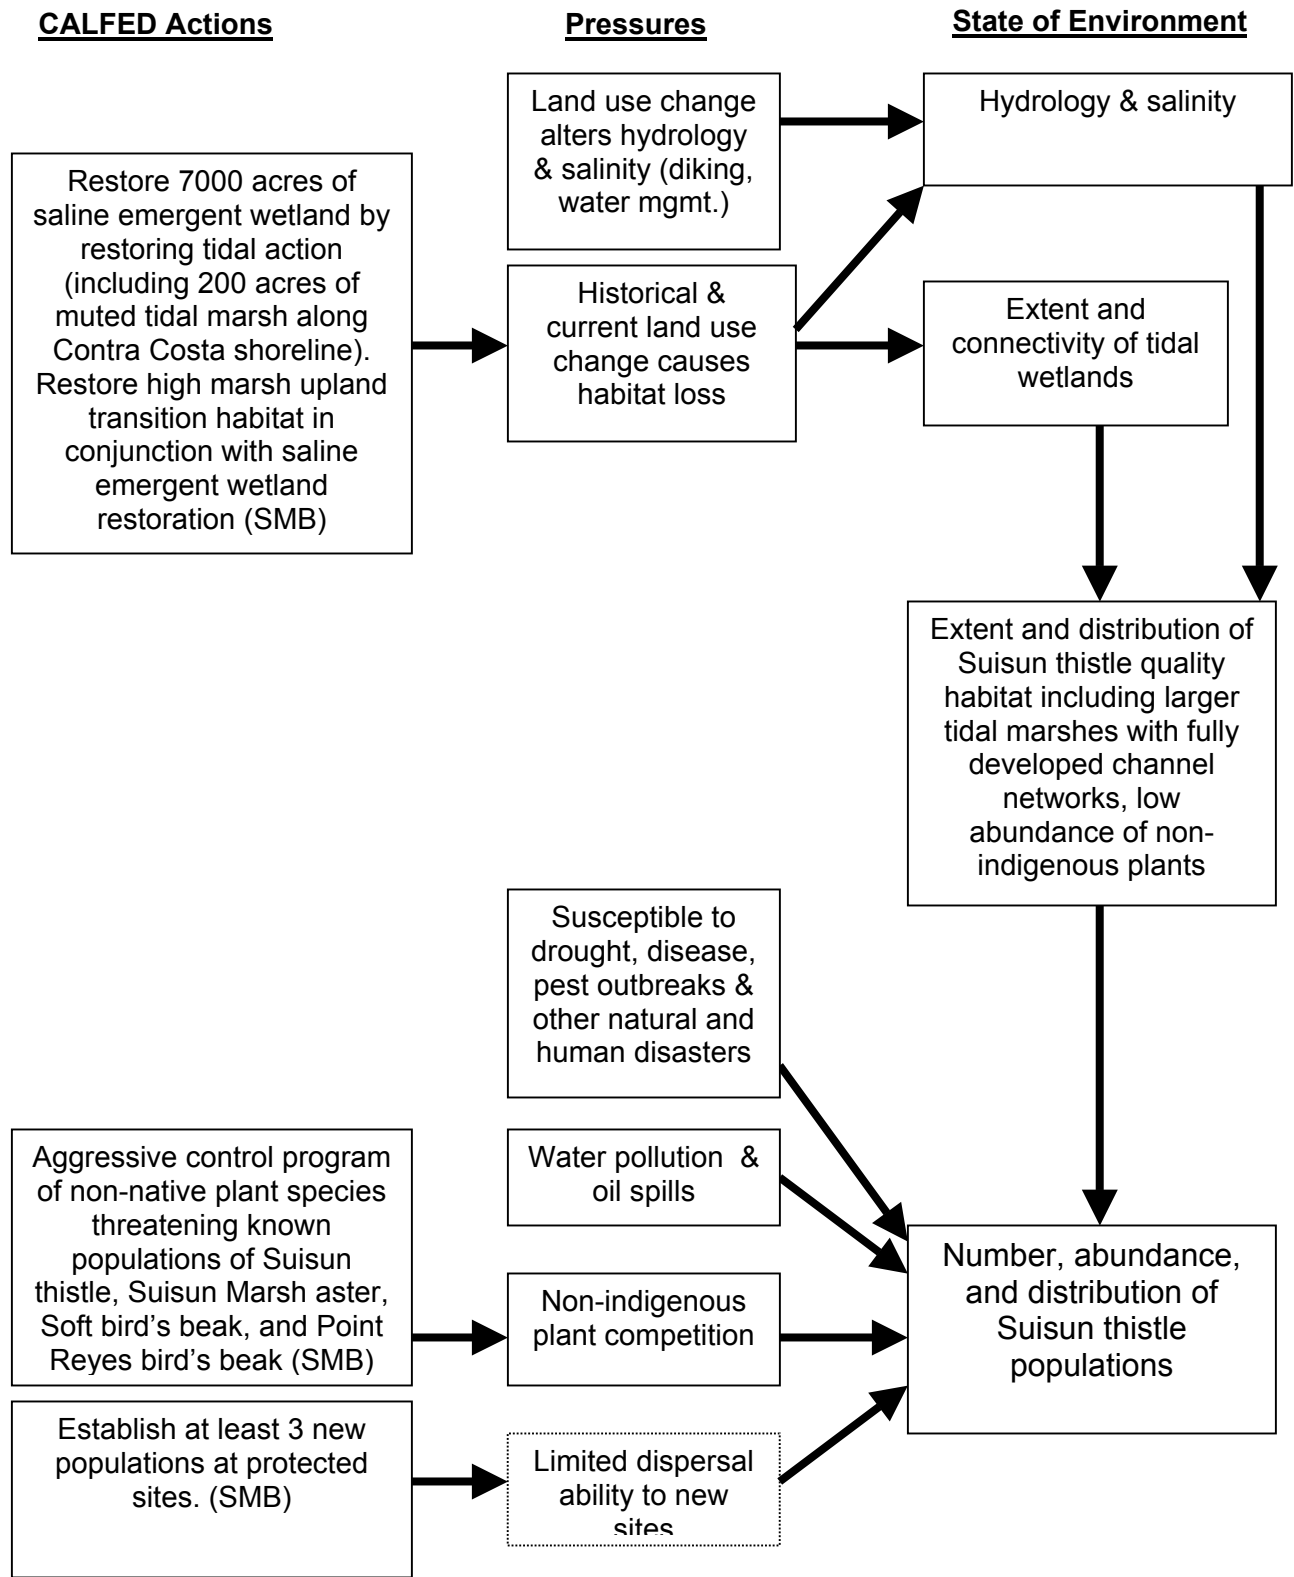 CALFED Actions
Pressures
State of Environment
Restore 7000 acres of
saline emergent wetland by
restoring tidal action
(including 200 acres of
muted tidal marsh along
Contra Costa shoreline).
Restore high marsh upland
transition habitat in
conjunction with saline
emergent wetland
restoration (SMB)
Land use change
alters hydrology
& salinity (diking,
water mgmt.)
Hydrology & salinity
Historical &
current land use
change causes
habitat loss
Extent and
connectivity of tidal
wetlands
Extent and distribution of
Suisun thistle quality
habitat including larger
tidal marshes with fully
developed channel
networks, low
abundance of non-
indigenous plants
Susceptible to
drought, disease,
pest outbreaks &
other natural and
human disasters
Water pollution  &
oil spills
Aggressive control program
of non-native plant species
threatening known
populations of Suisun
thistle, Suisun Marsh aster,
Soft bird’s beak, and Point
Reyes bird’s beak (SMB)
Non-indigenous
plant competition
Number, abundance,
and distribution of
Suisun thistle
populations
Establish at least 3 new
populations at protected
sites. (SMB)
Limited dispersal
ability to new
sites